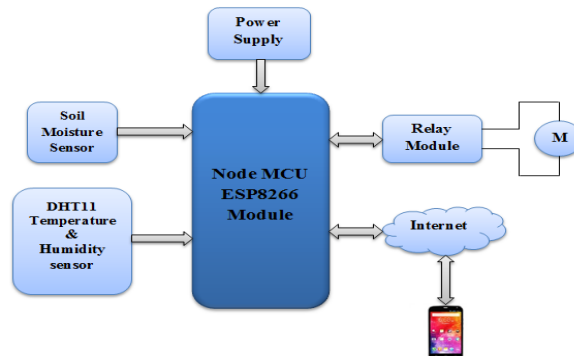 Power
Supply
Soil
Moisture
Sensor
Node MCU
ESP8266
Module
Relay
Module
M
DHT11
Temperature
&
Humidity
sensor
Internet